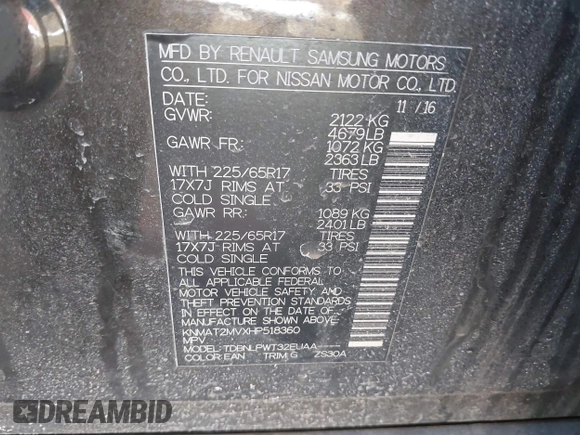 MFD BY RENAULT SAMSUNG MOTORS
CO., LTD. FOR NISSAN MOTOR CO., LTD.
DATE: 11/16
GVWR: 2122 KG
4679 LB
GAWR FR: 1072 KG
2363 LB
WITH 225/65R17 TIRES
17X7J RIMS AT 33 PSI
COLD SINGLE
GAWR RR: 1089 KG
2401 LB
WITH 225/65R17 TIRES
17X7J RIMS AT 33 PSI
COLD SINGLE
THIS VEHICLE CONFORMS TO
ALL APPLICABLE FEDERAL
MOTOR VEHICLE SAFETY, AND
THEFT PREVENTION STANDARDS
IN EFFECT ON THE DATE OF
MANUFACTURE SHOWN ABOVE.
KNMAT2MVXHP518360
MPV
MODEL: TDBNLPWT32EUAA-----
COLOR:EAN TRIM:G ZS30A
DREAMBID